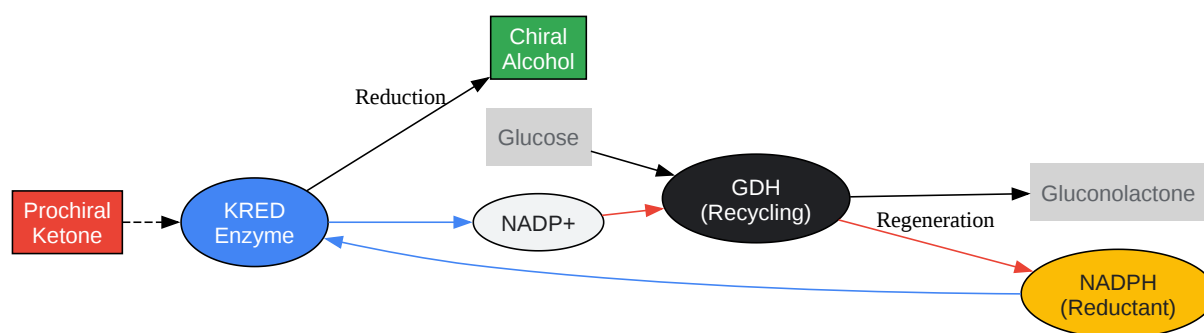 Chiral
Alcohol
Reduction
Glucose
Prochiral
Ketone
KRED
Enzyme
NADP+
GDH
(Recycling)
Gluconolactone
Regeneration
NADPH
(Reductant)